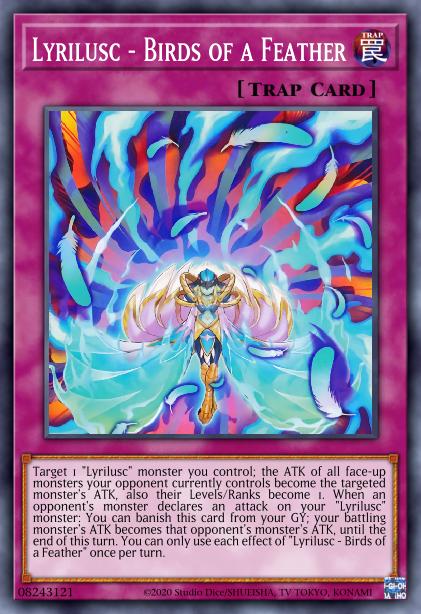 LYRILUSC - BIRDS OF A FEATHER
TRAP
罠
[TRAP CARD]
Target 1 "Lyrilusc" monster you control; the ATK of all face-up
monsters your opponent currently controls become the targeted
monster's ATK, also their Levels/Ranks become 1. When an
opponent's monster declares an attack on your "Lyrilusc"
monster: You can banish this card from your GY; your battling
monster's ATK becomes that opponent's monster's ATK, until the
end of this turn. You can only use each effect of "Lyrilusc - Birds
of a Feather" once per turn.
08243121
©2020 Studio Dice/SHUEISHA, TV TOKYO, KONAMI